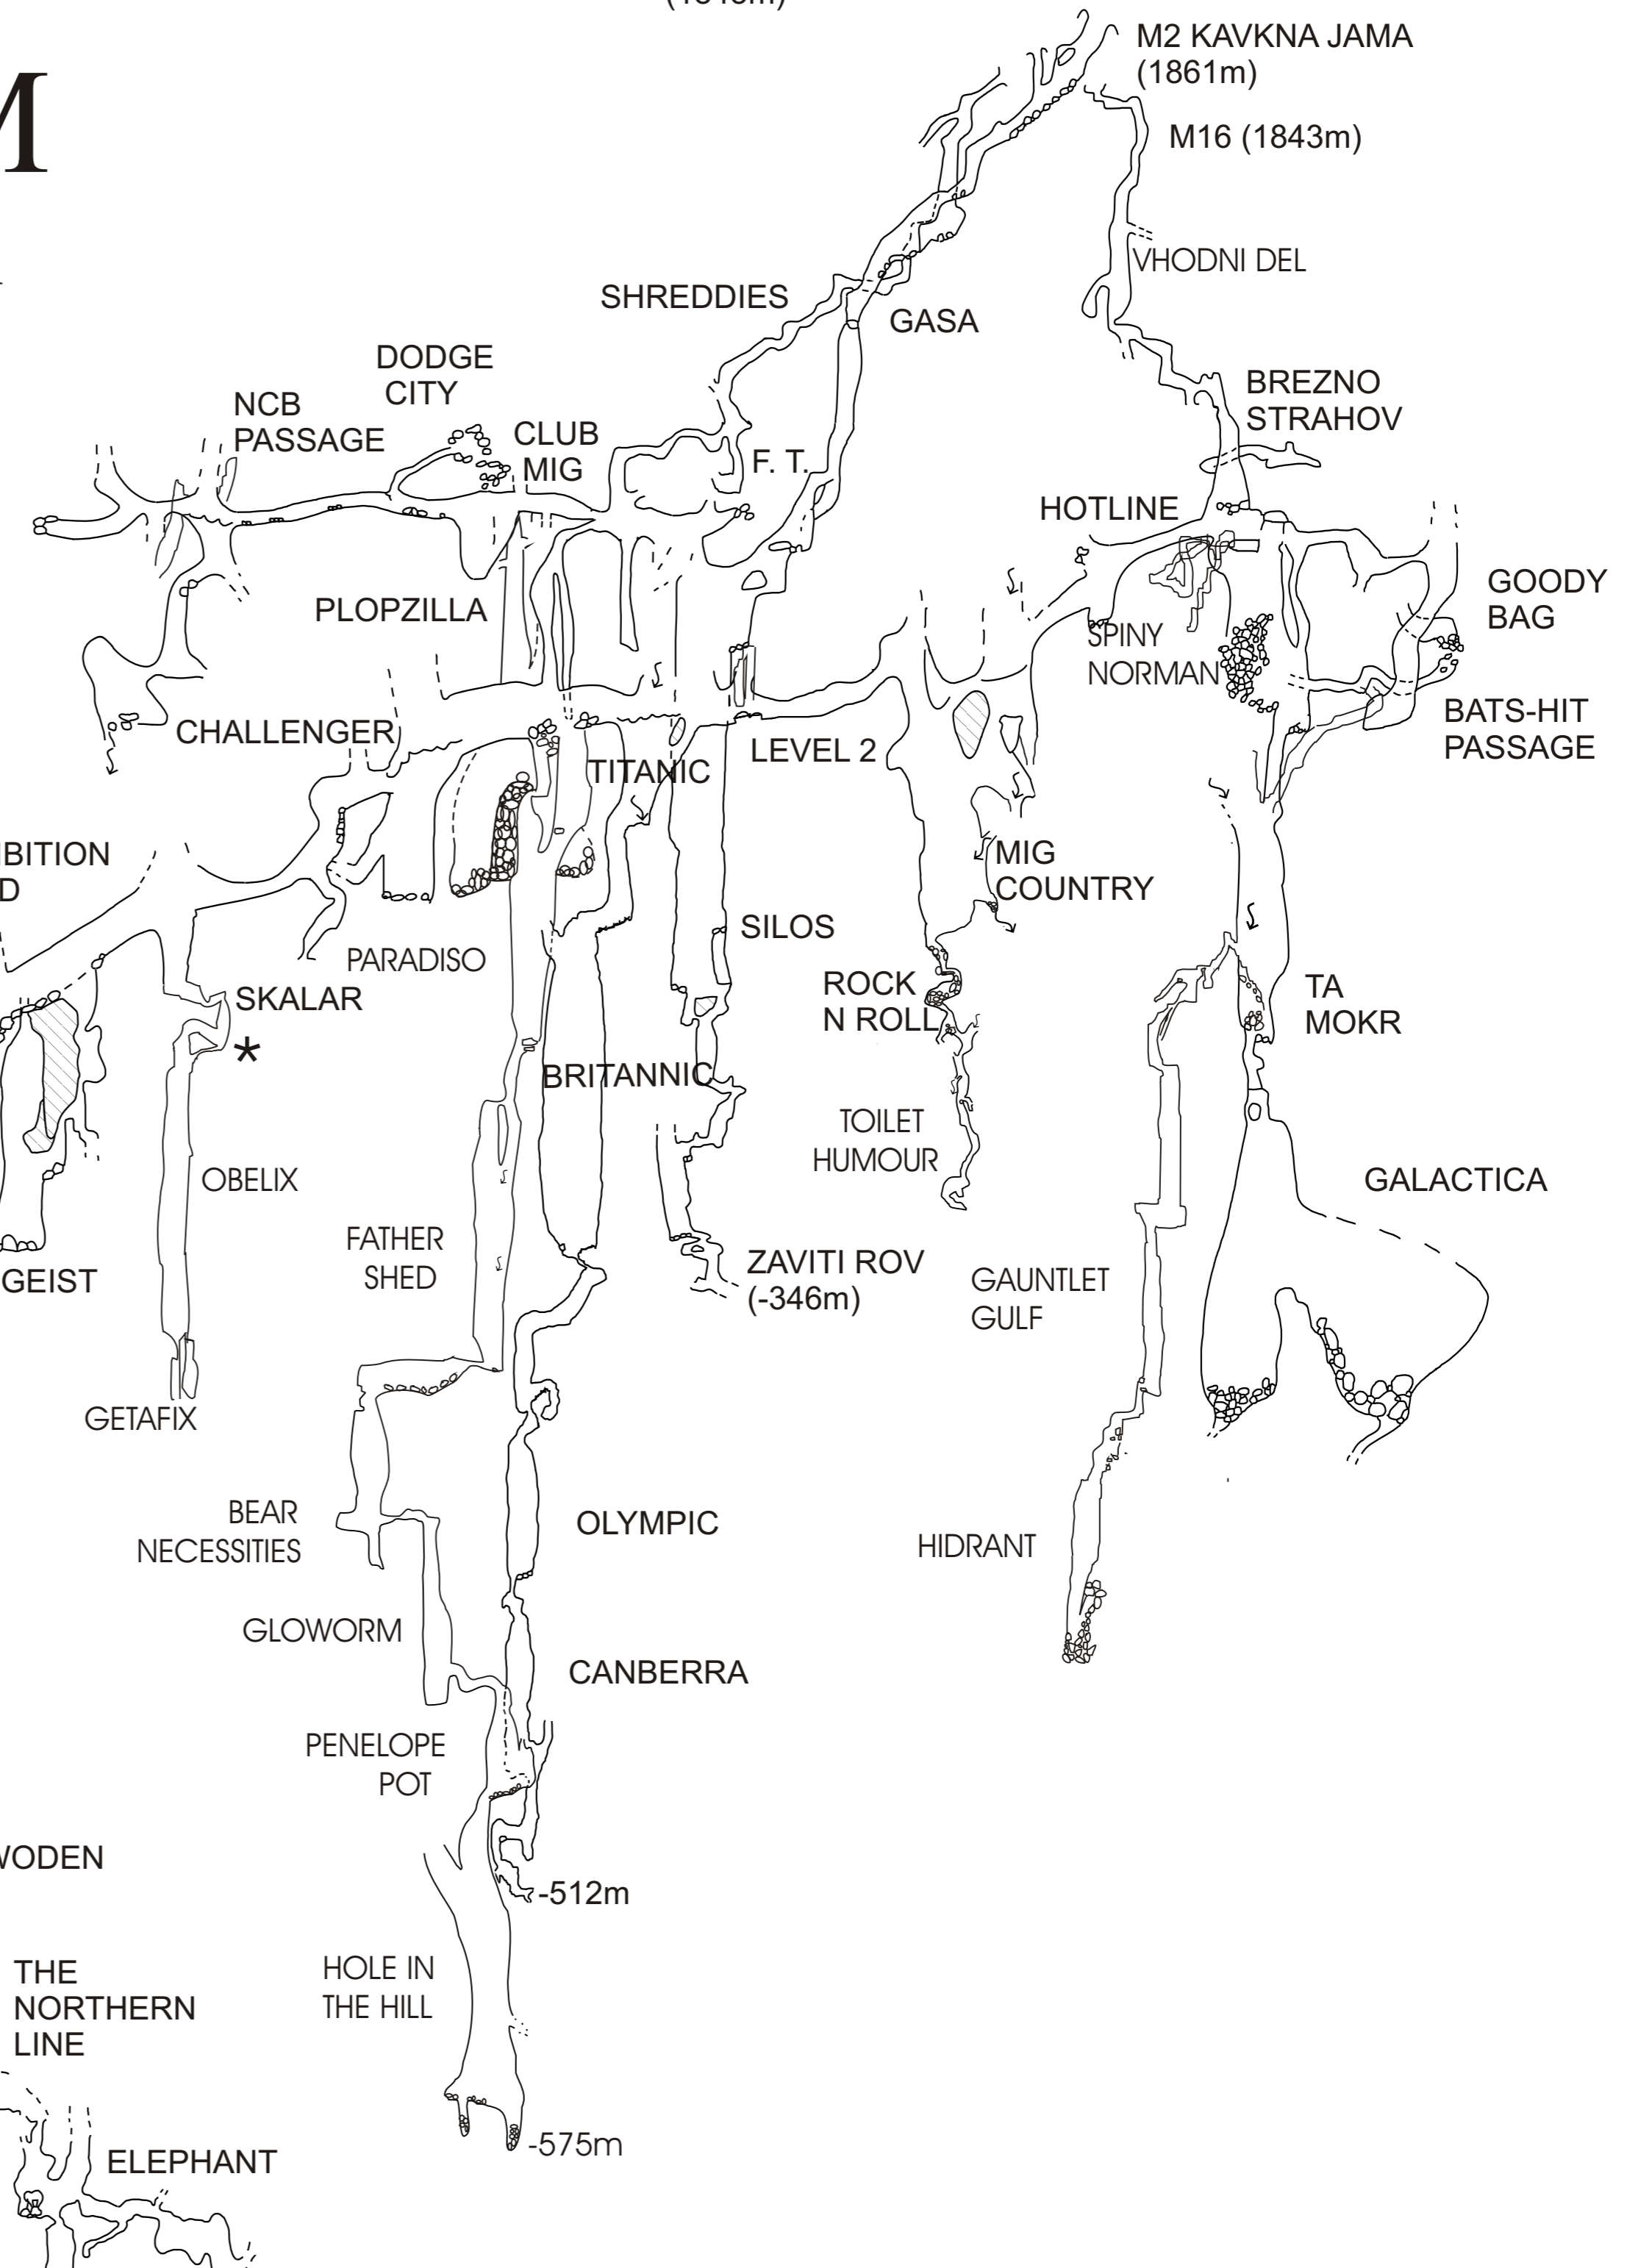 M
M2 KAVKNA JAMA
(1861m)
M16 (1843m)
VHODNI DEL
SHREDDIES
GASA
DODGE
CITY
NCB
PASSAGE
CLUB
MIG
BREZNO
STRAHOV
F. T.
HOTLINE
PLOPZILLA
GOODY
BAG
SPINY
NORMAN
CHALLENGER
BATS-HIT
PASSAGE
LEVEL 2
TITANIC
IBITION
D
MIG
COUNTRY
SILOS
PARADISO
SKALAR
*
ROCK
N ROLL
TA
MOKR
BRITANNIC
TOILET
HUMOUR
OBELIX
GALACTICA
FATHER
SHED
ZAVITI ROV
(-346m)
GEIST
GAUNTLET
GULF
GETAFIX
BEAR
NECESSITIES
OLYMPIC
HIDRANT
GLOWORM
CANBERRA
PENELOPE
POT
WODEN
-512m
THE
NORTHERN
LINE
HOLE IN
THE HILL
-575m
ELEPHANT